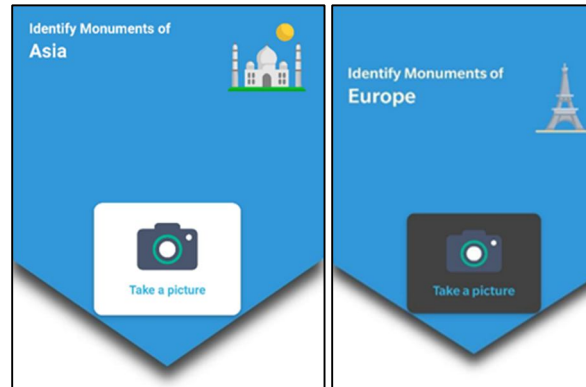 Identify Monuments of
Asia
Take a picture
Identify Monuments of
Europe
Take a picture